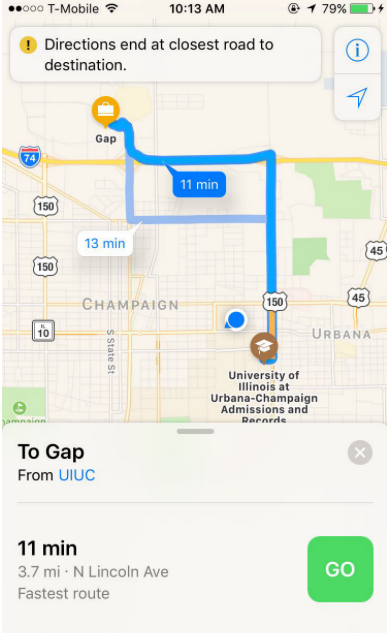 T-Mobile 10:13 AM 79%
Directions end at closest road to
destination.
Gap
74
11 min
150
13 min
150
45
CHAMPAIGN
150
45
IL
10
S State St
URBANA
University of
Illinois at
Urbana-Champaign
Admissions and
Records
To Gap
From UIUC
11 min
3.7 mi · N Lincoln Ave
Fastest route
GO